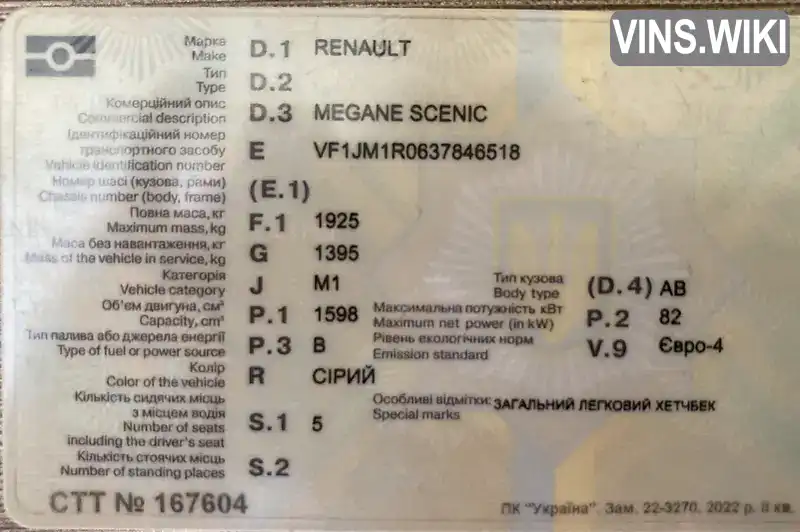 VINS.WIKI
Марка
Make D.1 RENAULT
Тип
Type D.2
Комерційний опис
Commercial description D.3 MEGANE SCENIC
Ідентифікаційний номер
транспортного засобу
Vehicle identification number E VF1JM1R0637846518
Номер шасі (кузова, рами)
Chassis number (body, frame) (E.1)
Повна маса, кг
Maximum mass, kg F.1 1925
Маса без навантаження, кг
Mass of the vehicle in service, kg G 1395
Категорія
Vehicle category J M1
Тип кузова
Body type (D.4) AB
Об'єм двигуна, см³
Capacity, cm³ P.1 1598
Максимальна потужність кВт
Maximum net power (in kW) P.2 82
Тип палива або джерела енергії
Type of fuel or power source P.3 B
Рівень екологічних норм
Emission standard V.9 Євро-4
Колір
Color of the vehicle R СІРИЙ
Кількість сидячих місць
з місцем водія
Number of seats
including the driver's seat S.1 5
Особливі відмітки: ЗАГАЛЬНИЙ ЛЕГКОВИЙ ХЕТЧБЕК
Special marks
Кількість стоячих місць
Number of standing places S.2
СТТ № 167604
ПК "Україна". Зам. 22-3270. 2022 р. II кв.